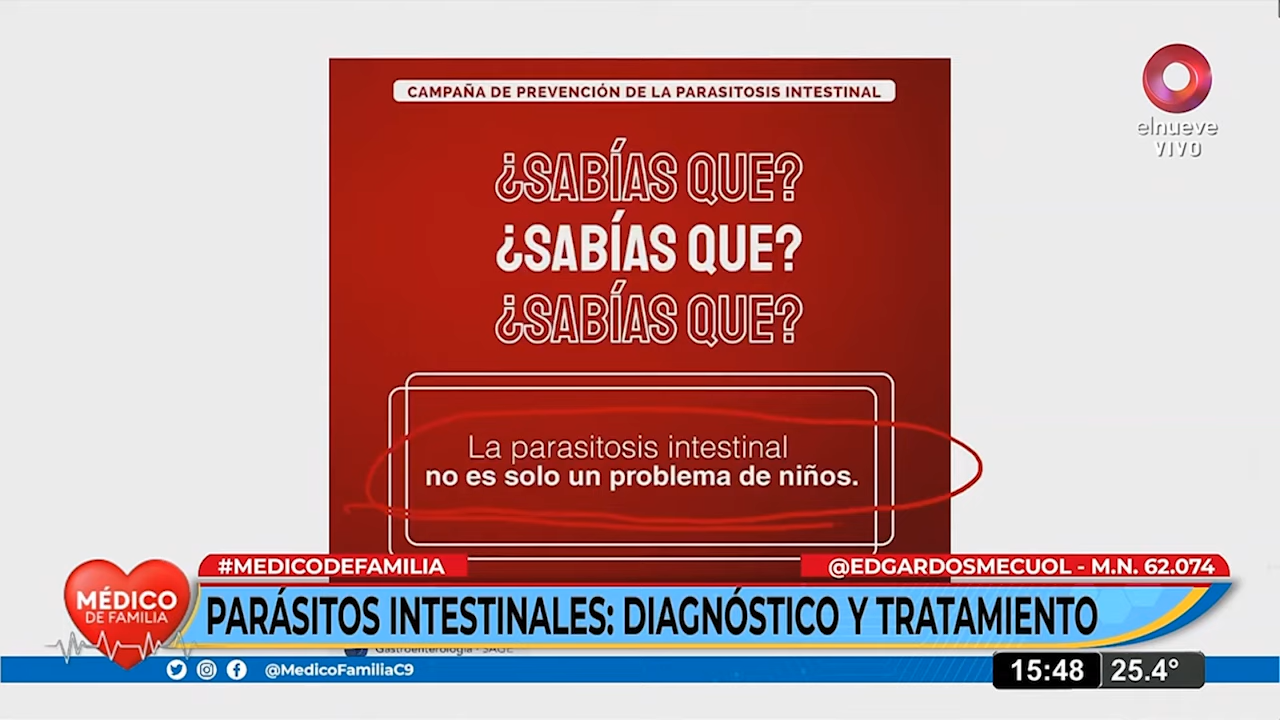 CAMPAÑA DE PREVENCIÓN DE LA PARASITOSIS INTESTINAL
¿SABÍAS QUE?
¿SABÍAS QUE?
¿SABÍAS QUE?
La parasitosis intestinal
no es solo un problema de niños.
elnueve
VIVO
#MEDICODEFAMILIA
@EDGARDOSMECUOL - M.N. 62.074
MÉDICO
DE FAMILIA
PARÁSITOS INTESTINALES: DIAGNÓSTICO Y TRATAMIENTO
Gastroenterología - SAGE
@MedicoFamiliaC9
15:48 25.4°